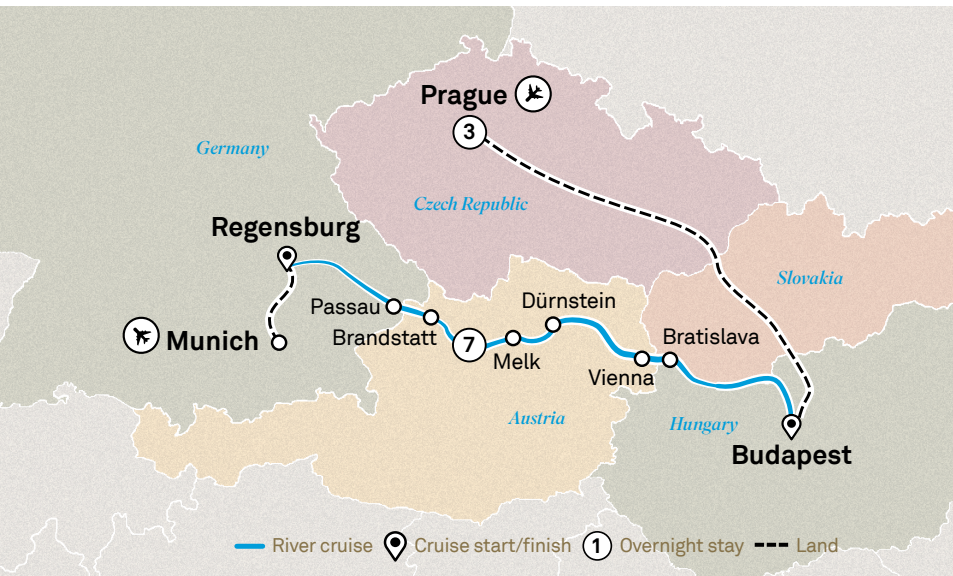 Prague
3
Germany
Czech Republic
Regensburg
Slovakia
Passau
Dürnstein
Brandstatt
Munich
7
Melk
Bratislava
Vienna
Austria
Hungary
Budapest
River cruise
Cruise start/finish
1
Overnight stay
Land